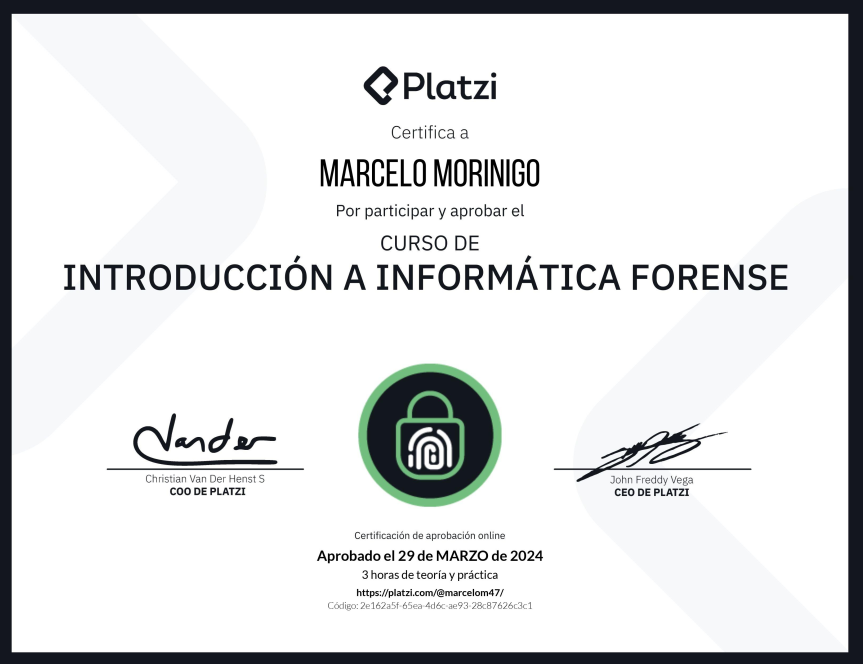 Platzi
Certifica a
MARCELO MORINIGO
Por participar y aprobar el
CURSO DE
INTRODUCCIÓN A INFORMÁTICA FORENSE
Vander
Christian Van Der Henst S
COO DE PLATZI
John Freddy Vega
CEO DE PLATZI
Certificación de aprobación online
Aprobado el 29 de MARZO de 2024
3 horas de teoría y práctica
https://platzi.com/@marcelom47/
Código: 2e162a5f-65ea-4d6c-ae93-28c87626c3c1